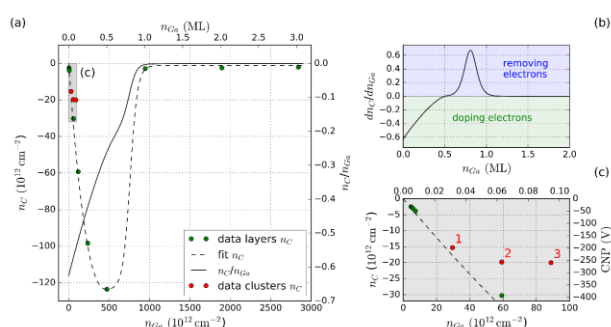 (a)
n_Ga (ML)
0.0 0.5 1.0 1.5 2.0 2.5 3.0
0 −20 −40 −60 −80 −100 −120
n_C (10^12 cm^−2)
(c)
data layers n_C
fit n_C
n_C/n_Ga
data clusters n_C
0.0 −0.1 −0.2 −0.3 −0.4 −0.5 −0.6 −0.7
n_C/n_Ga
0 500 1000 1500 2000 2500 3000
n_Ga (10^12 cm^−2)
(b)
0.6 0.4 0.2 0.0 −0.2 −0.4 −0.6
dn_C/dn_Ga
removing
electrons
doping electrons
0.0 0.5 1.0 1.5 2.0
n_Ga (ML)
(c)
0.00 0.02 0.04 0.06 0.08 0.10
0 −5 −10 −15 −20 −25 −30
n_C (10^12 cm^−2)
1 2 3
0 −50 −100 −150 −200 −250 −300 −350 −400
CNP (V)
0 20 40 60 80 100
n_Ga (10^12 cm^−2)